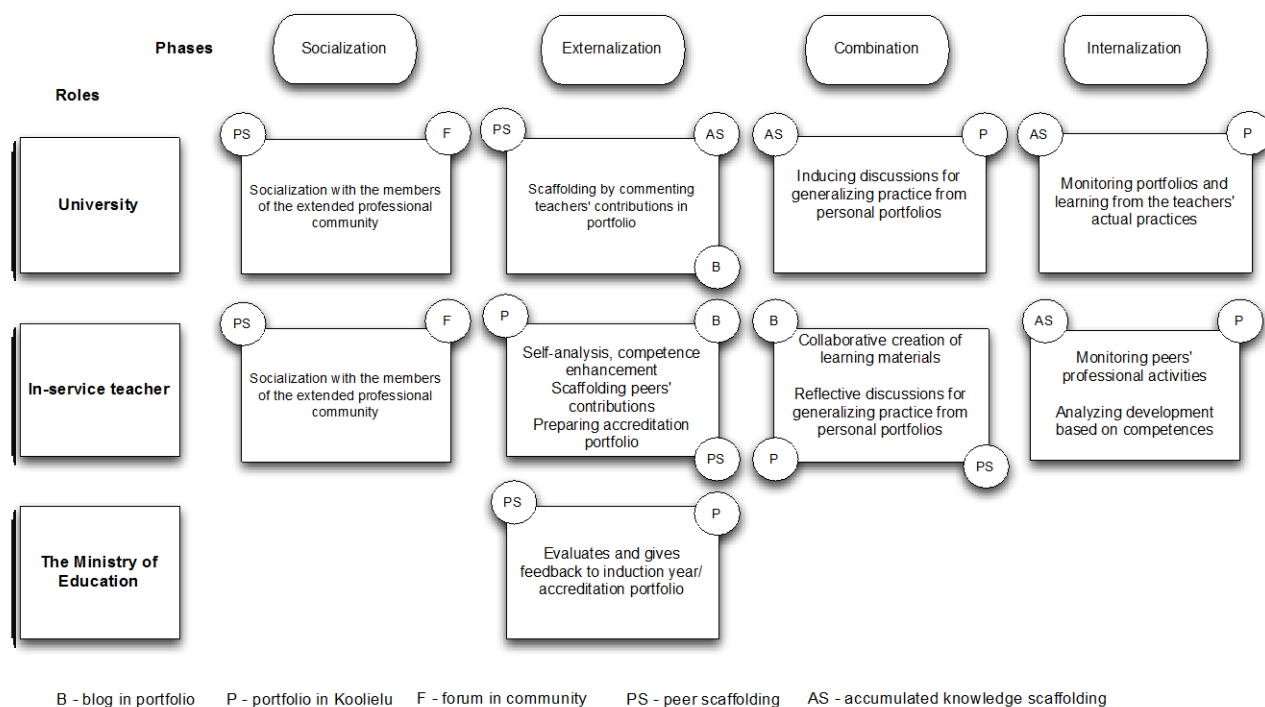 Phases
Socialization
Externalization
Combination
Internalization
Roles
University
PS
F
Socialization with the members
of the extended professional
community
PS
AS
Scaffolding by commenting
teachers' contributions in
portfolio
B
AS
P
Inducing discussions for
generalizing practice from
personal portfolios
AS
P
Monitoring portfolios and
learning from the teachers'
actual practices
In-service teacher
PS
F
Socialization with the members
of the extended professional
community
P
B
Self-analysis, competence
enhancement
Scaffolding peers'
contributions
Preparing accreditation
portfolio
PS
B
Collaborative creation of
learning materials
Reflective discussions for
generalizing practice from
personal portfolios
P
PS
AS
P
Monitoring peers'
professional activities
Analyzing development
based on competences
The Ministry of
Education
PS
P
Evaluates and gives
feedback to induction year/
accreditation portfolio
B - blog in portfolio P - portfolio in Koolielu F - forum in community PS - peer scaffolding AS - accumulated knowledge scaffolding